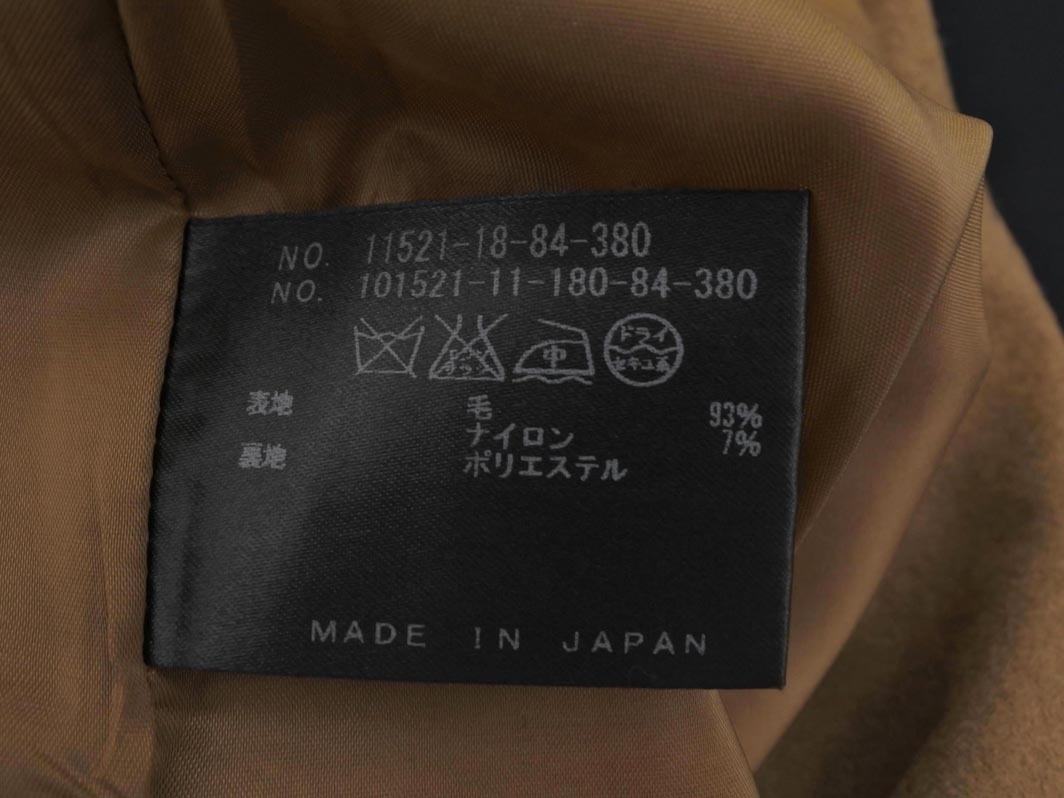 NO. 11521-18-84-380
NO. 101521-11-180-84-380
中 ドライ
セキユ系
表地 毛 93%
ナイロン 7%
裏地 ポリエステル
MADE IN JAPAN